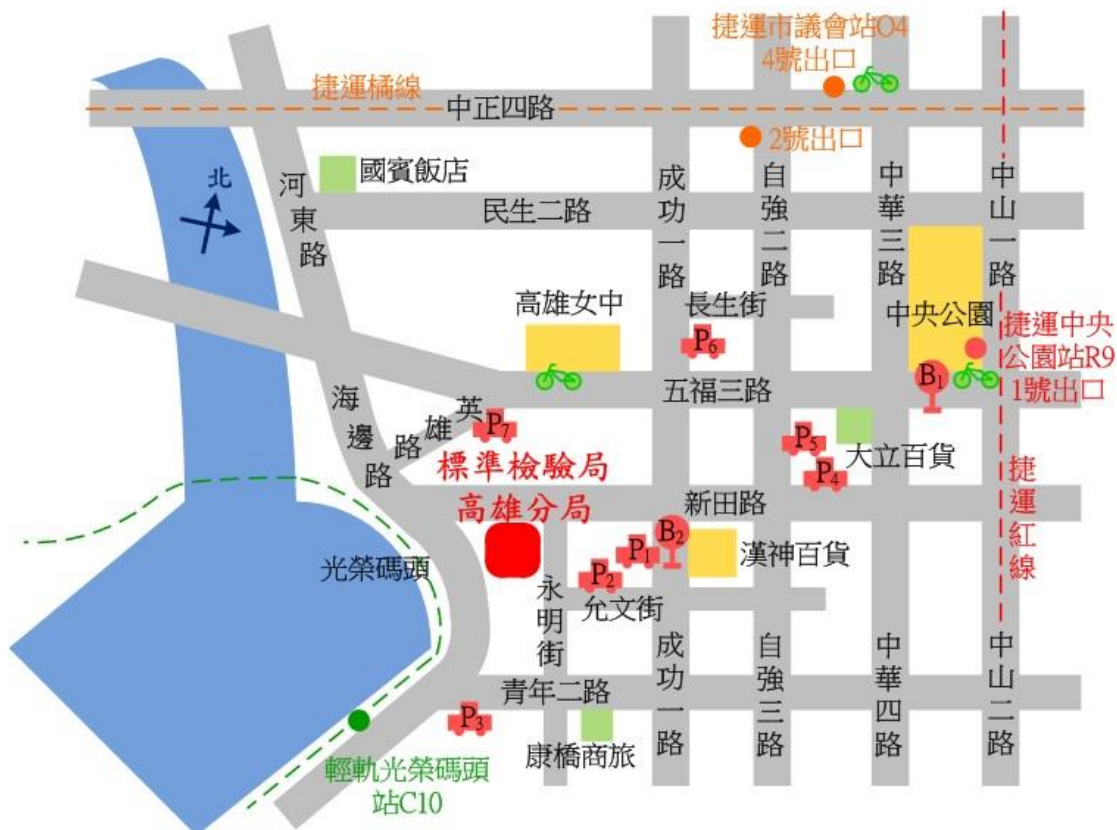 捷運市議會站O4
4號出口
捷運橘線
中正四路
2號出口
國賓飯店
北
河東路
民生二路
成功一路
自強二路
中華三路
中山一路
長生街
高雄女中
中央公園
捷運中央
公園站R9
1號出口
P6
B1
五福三路
海邊路
英雄路
P7
P5
P4
大立百貨
標準檢驗局
高雄分局
新田路
捷運紅線
光榮碼頭
B2
P1
P2
漢神百貨
允文街
永明街
成功一路
自強三路
中華四路
中山二路
青年二路
P3
康橋商旅
輕軌光榮碼頭
站C10